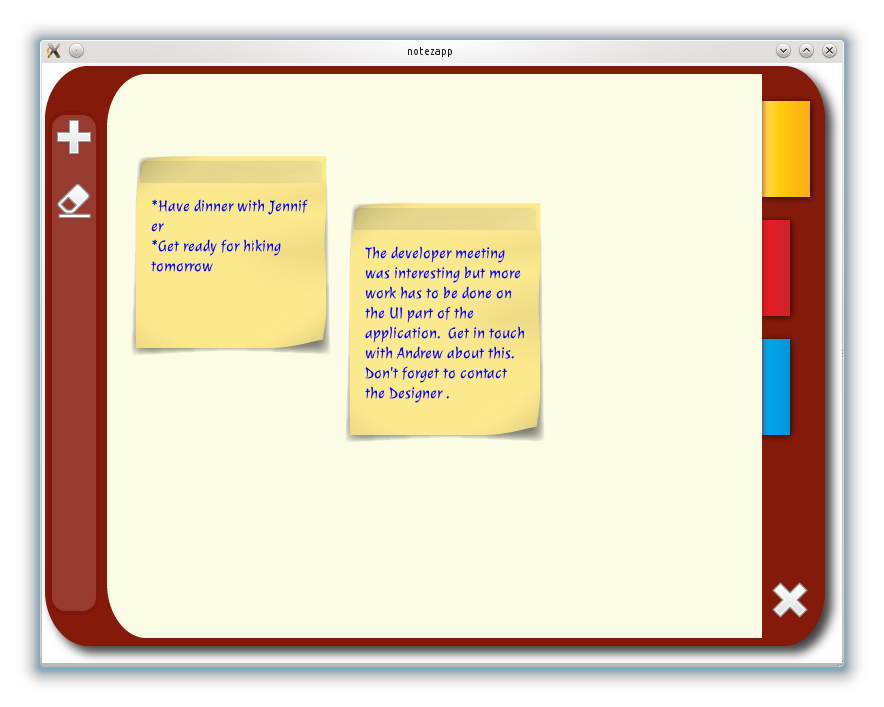 notezapp
*Have dinner with Jennif
er
*Get ready for hiking
tomorrow
The developer meeting
was interesting but more
work has to be done on
the UI part of the
application.  Get in touch
with Andrew about this.
Don't forget to contact
the Designer .